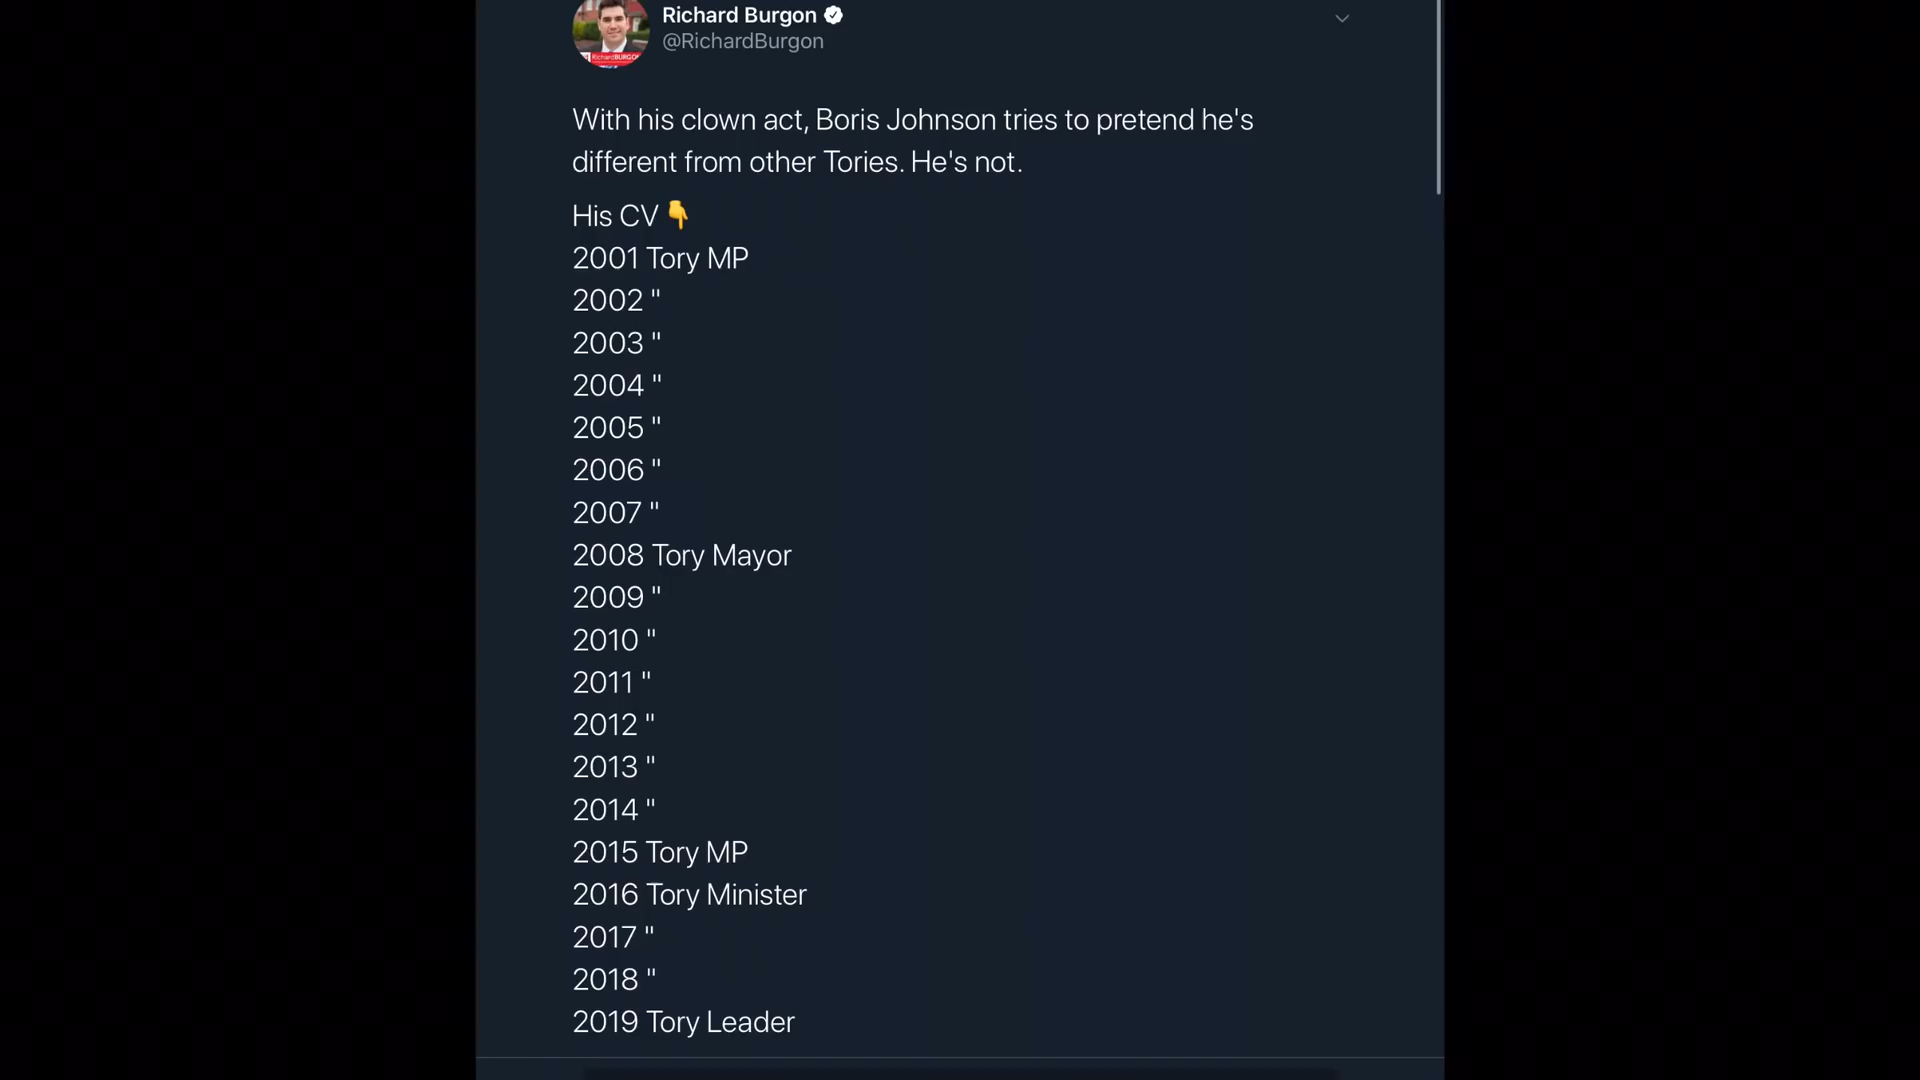 Richard Burgon
@RichardBurgon
RichardBURGON
With his clown act, Boris Johnson tries to pretend he's
different from other Tories. He's not.
His CV👇
2001 Tory MP
2002 "
2003 "
2004 "
2005 "
2006 "
2007 "
2008 Tory Mayor
2009 "
2010 "
2011 "
2012 "
2013 "
2014 "
2015 Tory MP
2016 Tory Minister
2017 "
2018 "
2019 Tory Leader